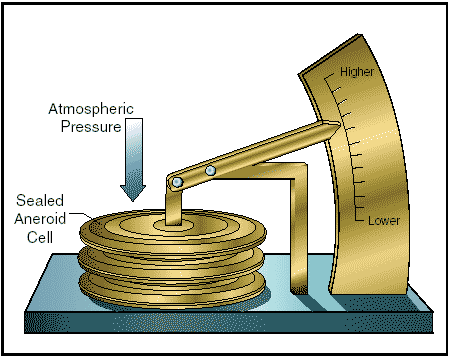 Higher
Atmospheric
Pressure
Sealed
Aneroid
Cell
Lower